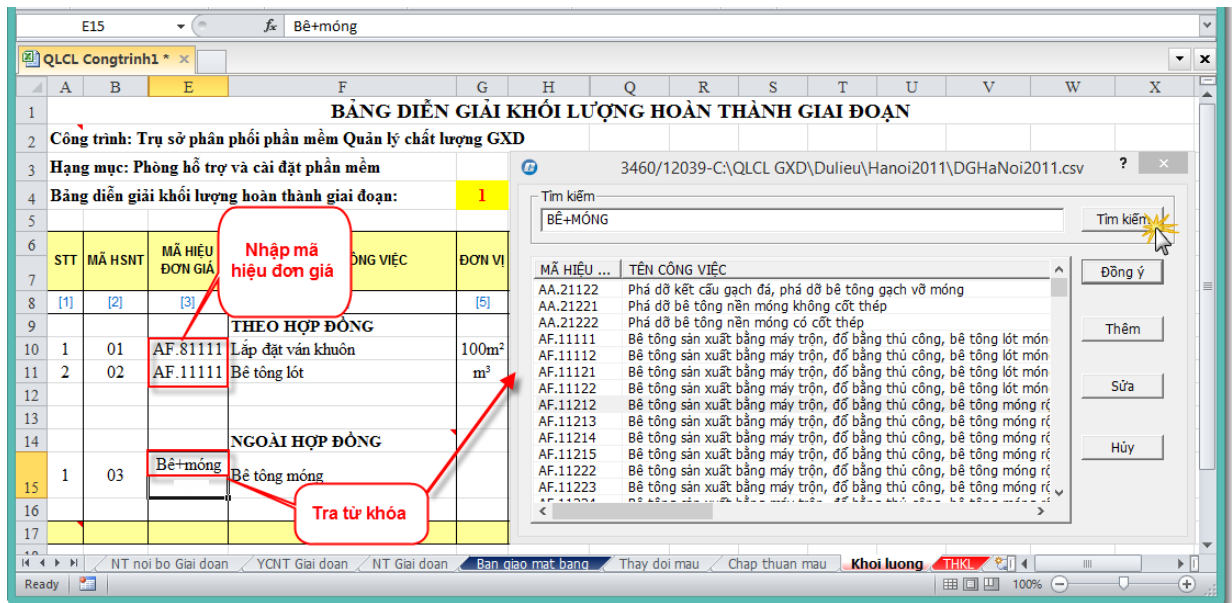 E15 fx Bê+móng
QLCL Congtrinh1 *
A B E F G H Q R S T U V W X
1 BẢNG DIỄN GIẢI KHỐI LƯỢNG HOÀN THÀNH GIAI ĐOẠN
2 Công trình: Trụ sở phân phối phần mềm Quản lý chất lượng GXD
3 Hạng mục: Phòng hỗ trợ và cài đặt phần mềm
4 Bảng diễn giải khối lượng hoàn thành giai đoạn: 1
5
6
7
STT MÃ HSNT MÃ HIỆU ĐƠN GIÁ ÔNG VIỆC ĐƠN VỊ
8 [1] [2] [3] [5]
9 THEO HỢP ĐỒNG
10 1 01 AF.81111 Lắp đặt ván khuôn 100m²
11 2 02 AF.11111 Bê tông lót m³
12
13
14 NGOÀI HỢP ĐỒNG
15 1 03 Bê+móng Bê tông móng
16
17
Nhập mã
hiệu đơn giá
Tra từ khóa
3460/12039-C:\QLCL GXD\Dulieu\Hanoi2011\DGHaNoi2011.csv ?
Tìm kiếm
BÊ+MÓNG
Tìm kiếm
MÃ HIỆU ... TÊN CÔNG VIỆC
AA.21122 Phá dỡ kết cấu gạch đá, phá dỡ bê tông gạch vỡ móng
AA.21221 Phá dỡ bê tông nền móng không cốt thép
AA.21222 Phá dỡ bê tông nền móng có cốt thép
AF.11111 Bê tông sản xuất bằng máy trộn, đổ bằng thủ công, bê tông lót món
AF.11112 Bê tông sản xuất bằng máy trộn, đổ bằng thủ công, bê tông lót món
AF.11121 Bê tông sản xuất bằng máy trộn, đổ bằng thủ công, bê tông lót món
AF.11122 Bê tông sản xuất bằng máy trộn, đổ bằng thủ công, bê tông lót món
AF.11212 Bê tông sản xuất bằng máy trộn, đổ bằng thủ công, bê tông móng rộ
AF.11213 Bê tông sản xuất bằng máy trộn, đổ bằng thủ công, bê tông móng rộ
AF.11214 Bê tông sản xuất bằng máy trộn, đổ bằng thủ công, bê tông móng rộ
AF.11215 Bê tông sản xuất bằng máy trộn, đổ bằng thủ công, bê tông móng rộ
AF.11222 Bê tông sản xuất bằng máy trộn, đổ bằng thủ công, bê tông móng rộ
AF.11223 Bê tông sản xuất bằng máy trộn, đổ bằng thủ công, bê tông móng rộ
Đồng ý
Thêm
Sửa
Hủy
NT noi bo Giai doan YCNT Giai doan NT Giai doan Ban giao mat bang Thay doi mau Chap thuan mau Khoi luong THKL
Ready 100%